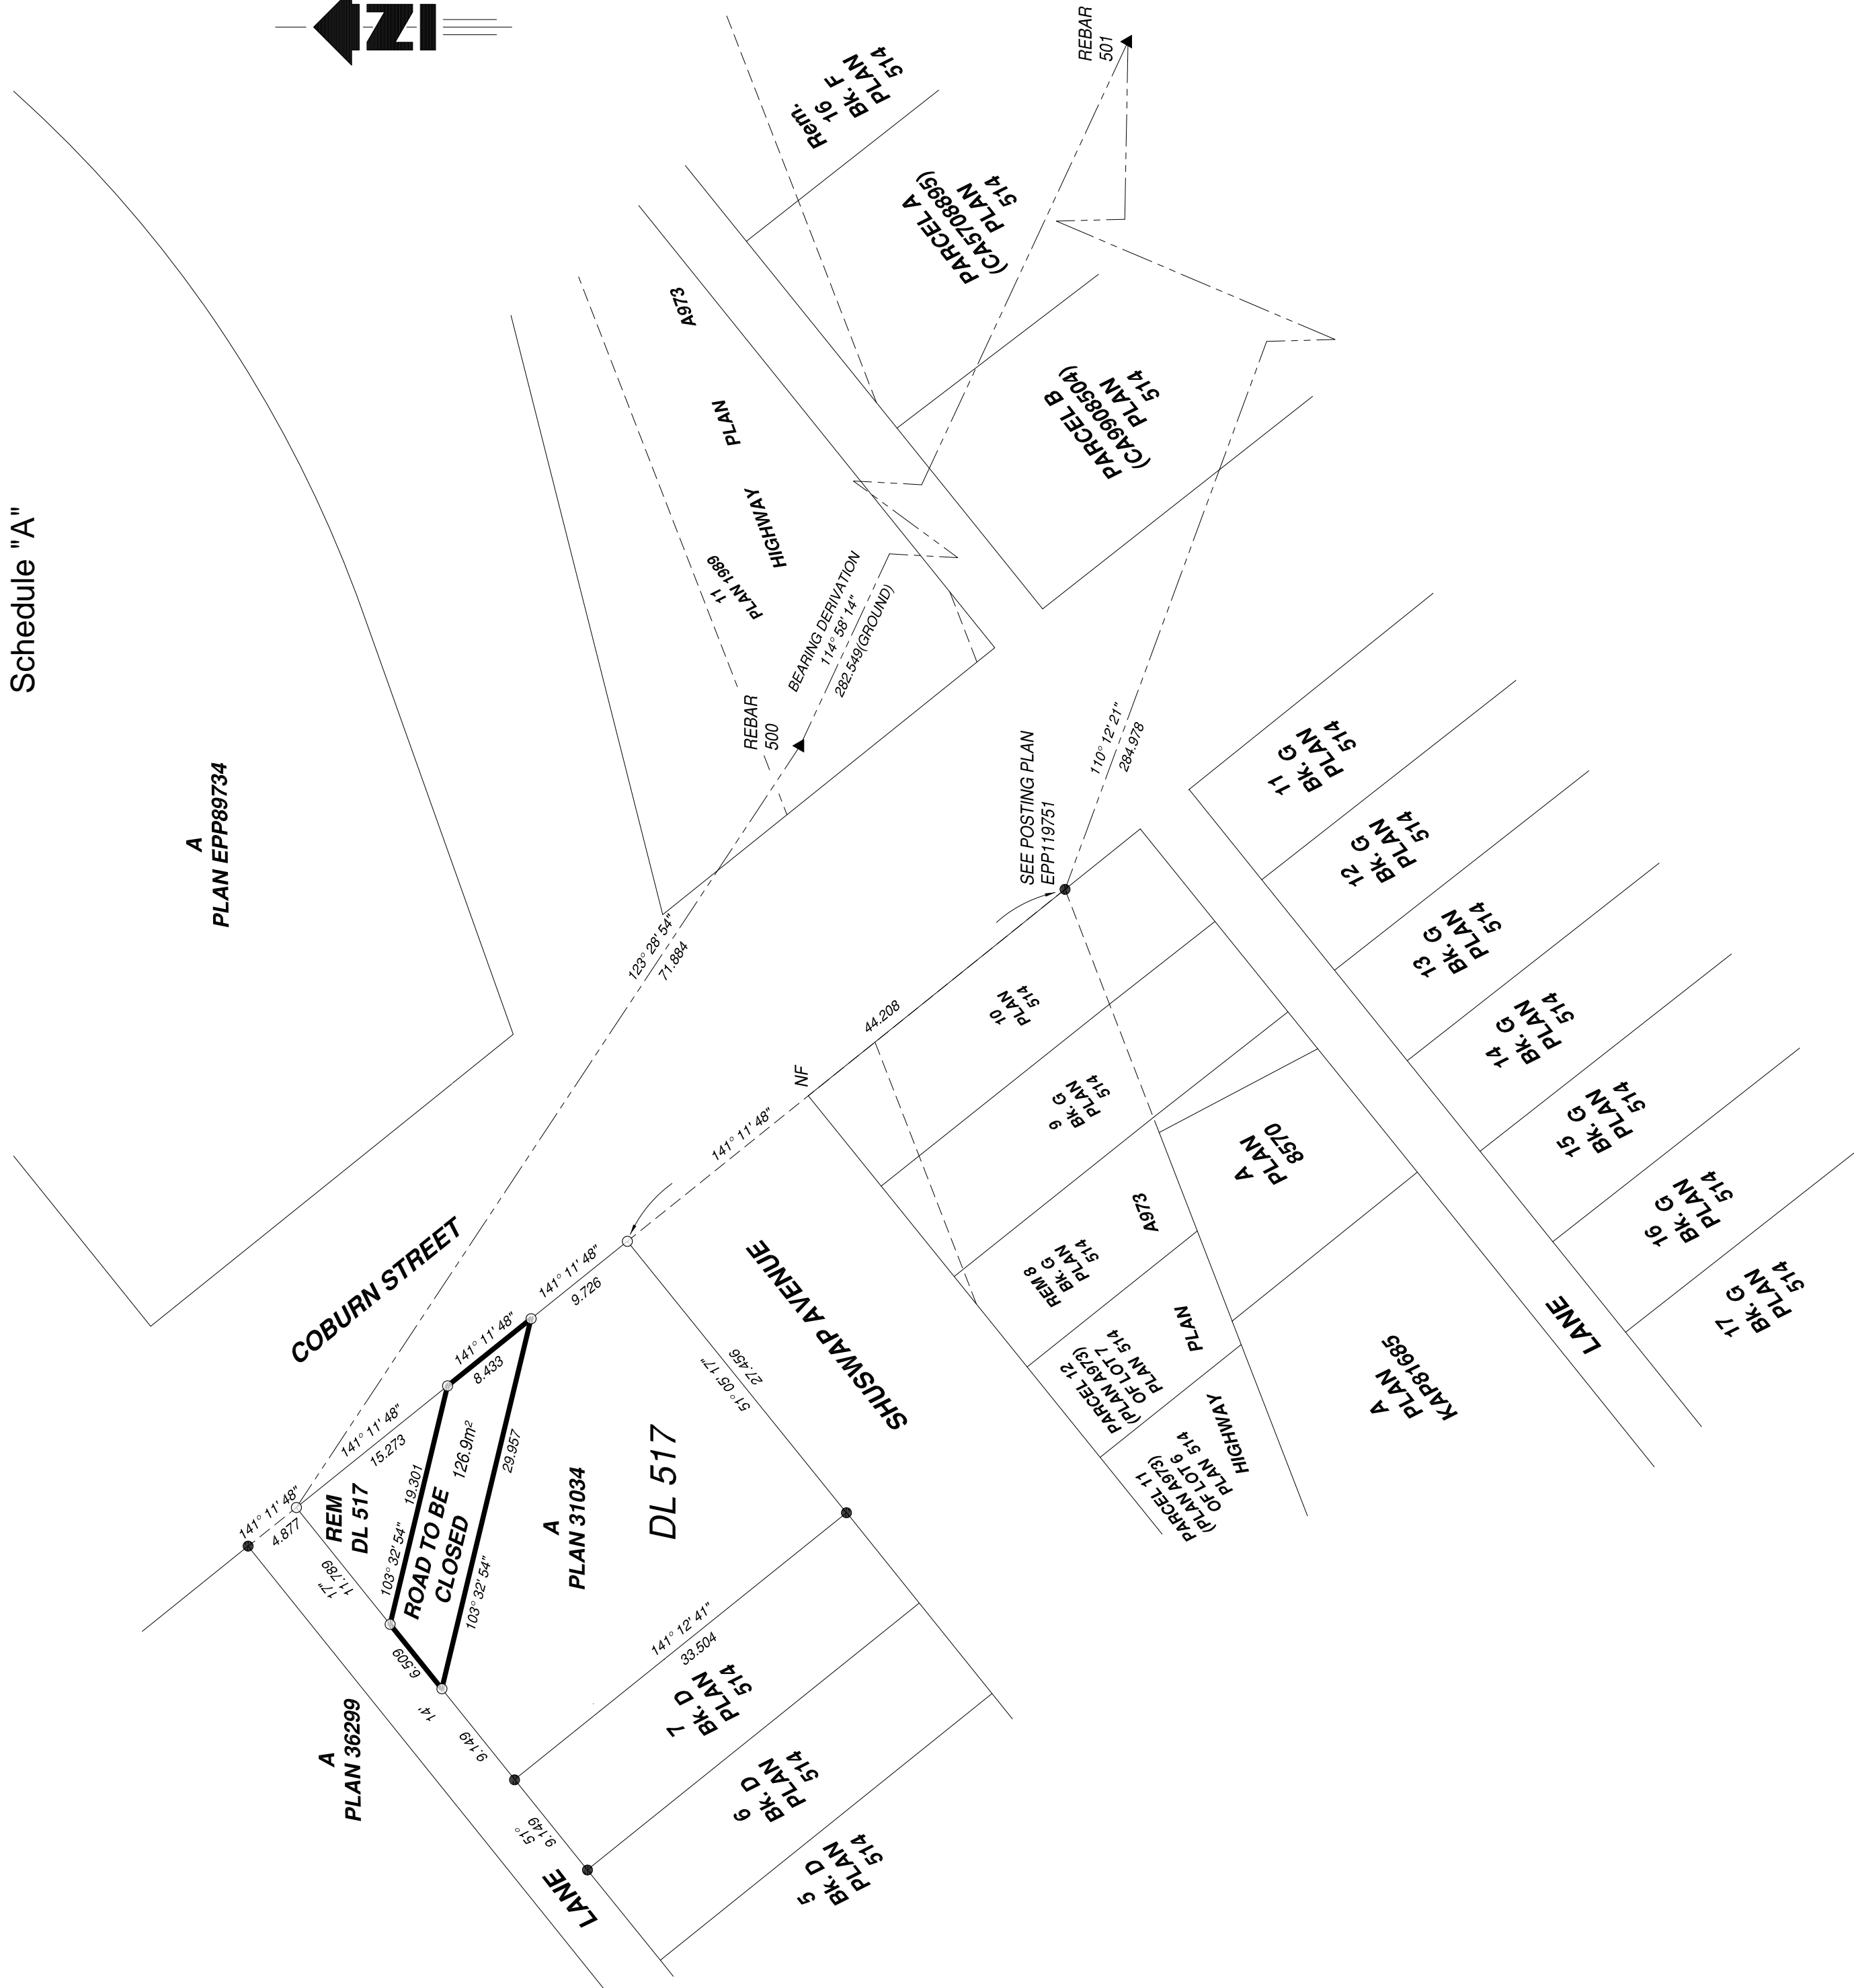 Schedule "A"
N
A
PLAN EPP89734
Rem.
16
Bk. F
PLAN
514
PARCEL A
(CA5708895)
PLAN
514
PARCEL B
(CA9908504)
PLAN
514
REBAR
501
A973
PLAN
HIGHWAY
11
PLAN 1989
BEARING DERIVATION
114° 58' 14"
282.549(GROUND)
REBAR
500
123° 28' 54"
71.884
SEE POSTING PLAN
EPP119751
110° 12' 21"
284.978
44.208
NF
141° 11' 48"
COBURN STREET
141° 11' 48"
9.726
141° 11' 48"
8.433
141° 11' 48"
15.273
141° 11' 48"
4.877
REM
DL 517
17"
11.789
103° 32' 54"
19.301
ROAD TO BE
CLOSED
126.9m²
103° 32' 54"
29.957
6.509
14'
9.149
51°
9.149
A
PLAN 31034
DL 517
51° 05' 17"
27.456
SHUSWAP AVENUE
141° 12' 41"
33.504
A
PLAN 36299
LANE
7
Bk. D
PLAN
514
6
Bk. D
PLAN
514
5
Bk. D
PLAN
514
10
PLAN
514
9
Bk. G
PLAN
514
REM 8
Bk. G
PLAN
514
A973
PLAN
HIGHWAY
PARCEL 12
(PLAN A973)
OF LOT 7
PLAN 514
PARCEL 11
(PLAN A973)
OF LOT 6
PLAN 514
A
PLAN
8570
A
PLAN
KAP81685
LANE
11
Bk. G
PLAN
514
12
Bk. G
PLAN
514
13
Bk. G
PLAN
514
14
Bk. G
PLAN
514
15
Bk. G
PLAN
514
16
Bk. G
PLAN
514
17
Bk. G
PLAN
514